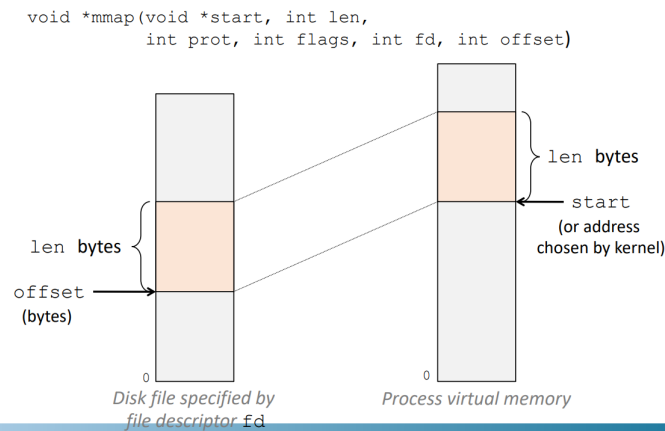 void *mmap(void *start, int len,
int prot, int flags, int fd, int offset)
len bytes
start
(or address
chosen by kernel)
len bytes
offset
(bytes)
0
0
Disk file specified by
file descriptor fd
Process virtual memory